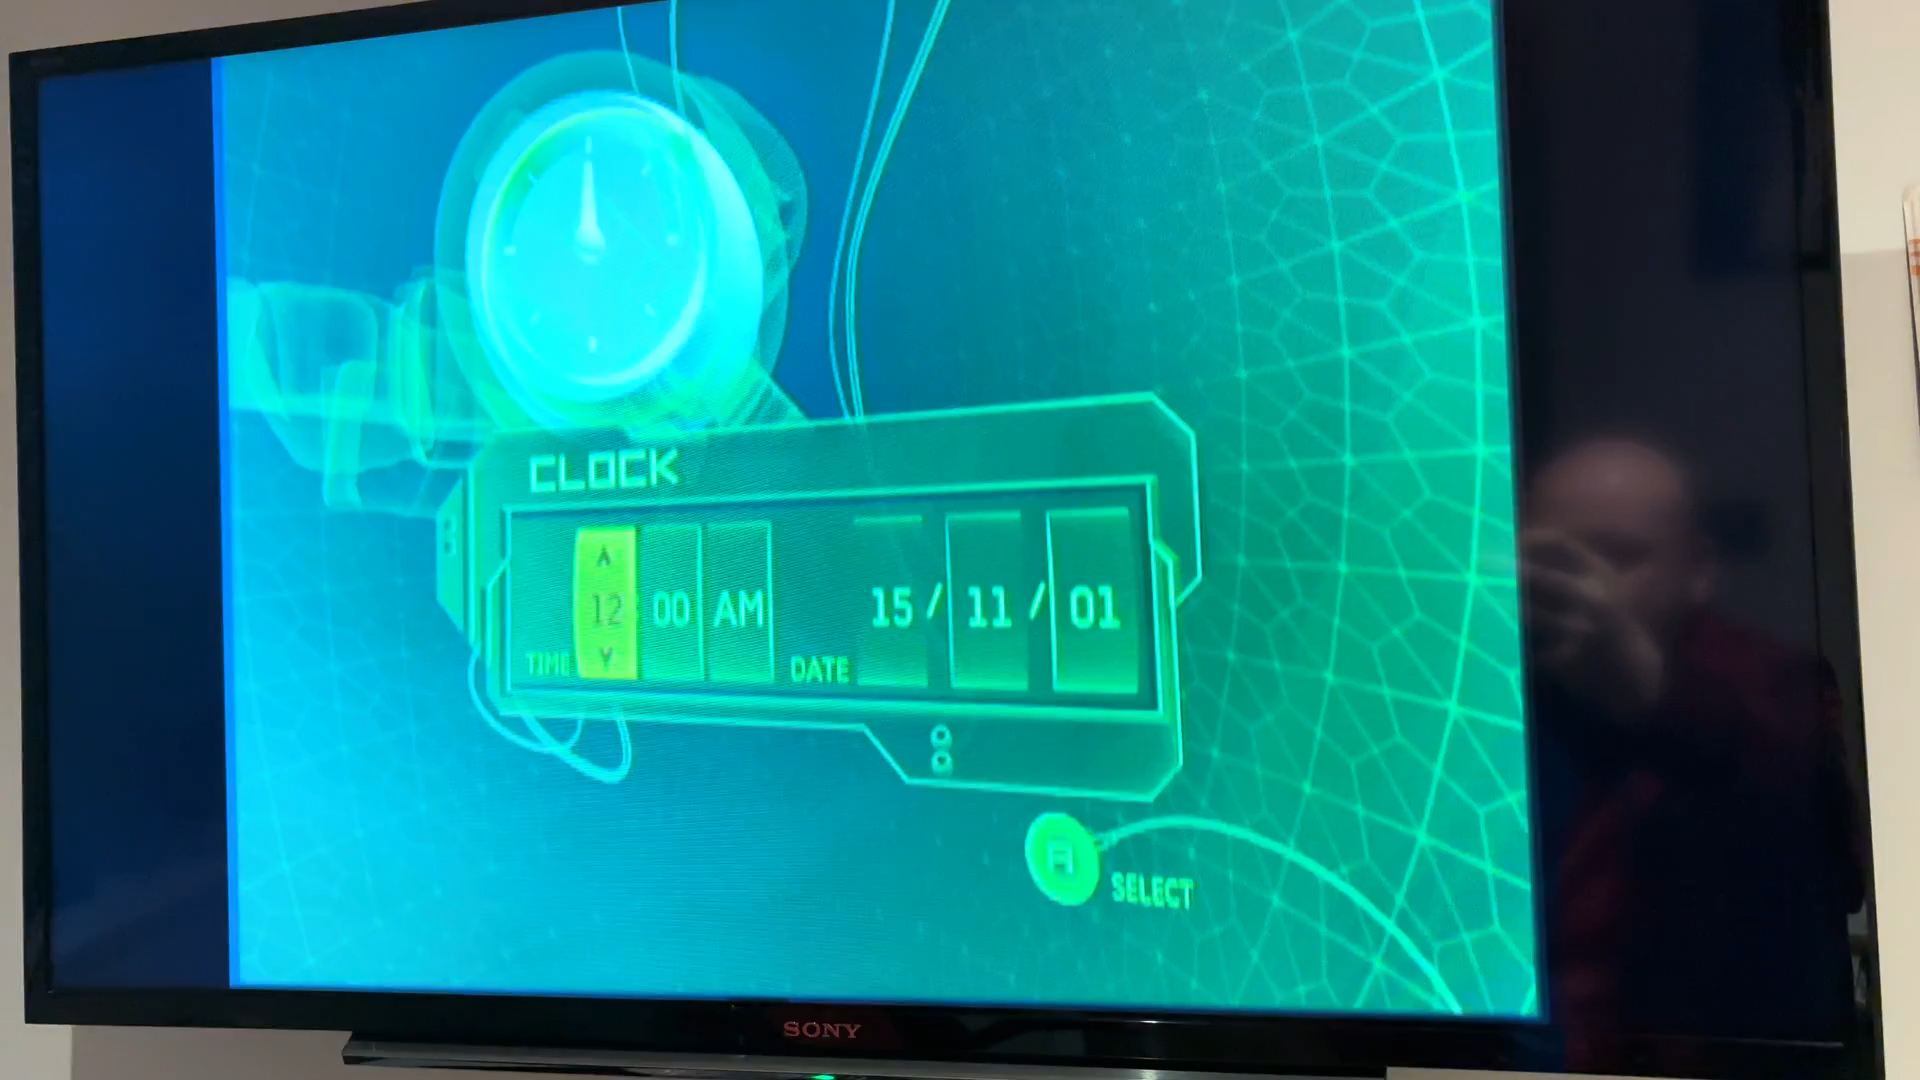 CLOCK
TIME 12 : 00 AM DATE 15 / 11 / 01
A SELECT
SONY